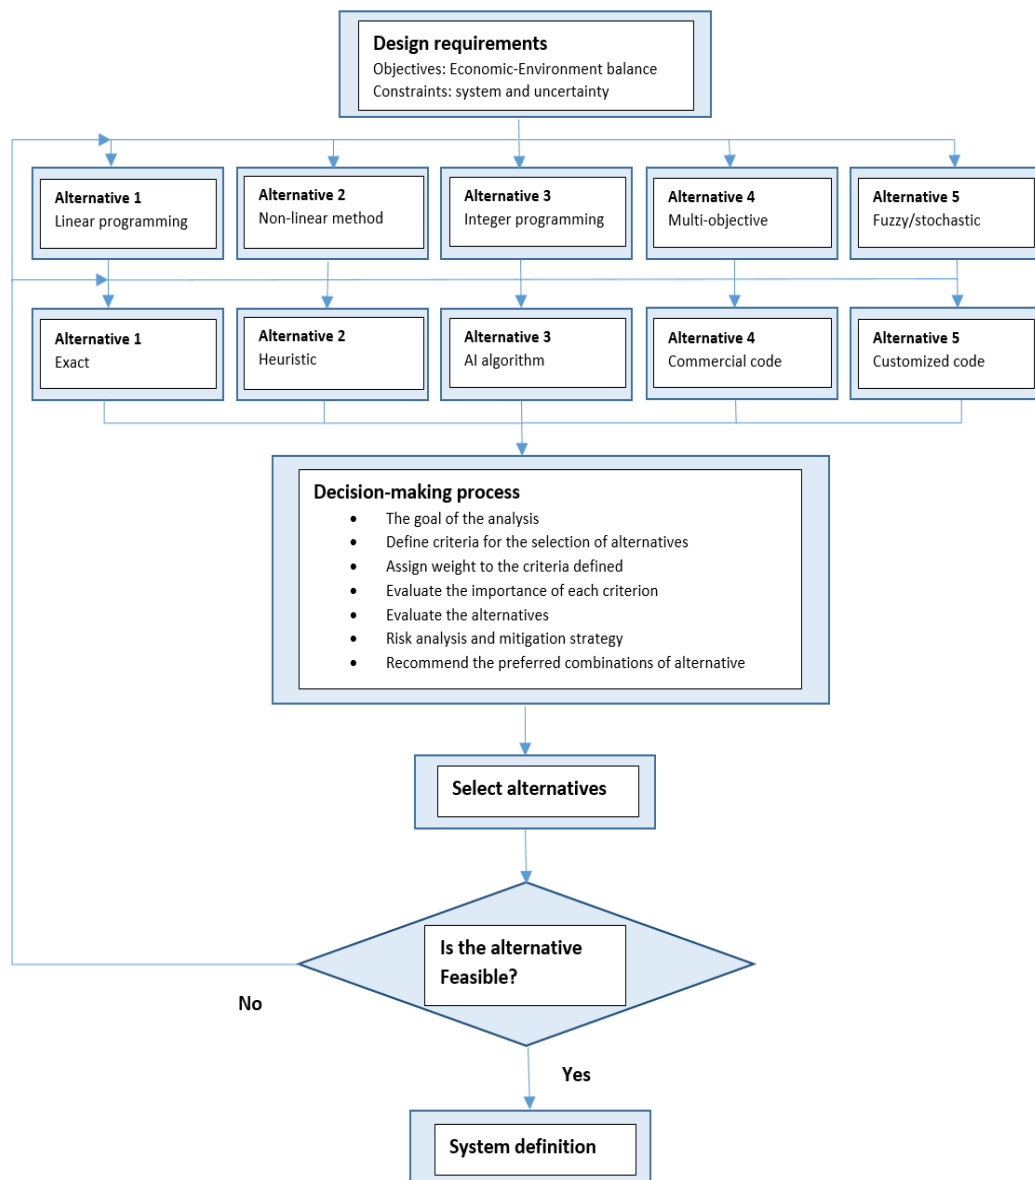 Design requirements
Objectives: Economic-Environment balance
Constraints: system and uncertainty
Alternative 1
Linear programming
Alternative 2
Non-linear method
Alternative 3
Integer programming
Alternative 4
Multi-objective
Alternative 5
Fuzzy/stochastic
Alternative 1
Exact
Alternative 2
Heuristic
Alternative 3
AI algorithm
Alternative 4
Commercial code
Alternative 5
Customized code
Decision-making process
• The goal of the analysis
• Define criteria for the selection of alternatives
• Assign weight to the criteria defined
• Evaluate the importance of each criterion
• Evaluate the alternatives
• Risk analysis and mitigation strategy
• Recommend the preferred combinations of alternative
Select alternatives
Is the alternative
Feasible?
No
Yes
System definition